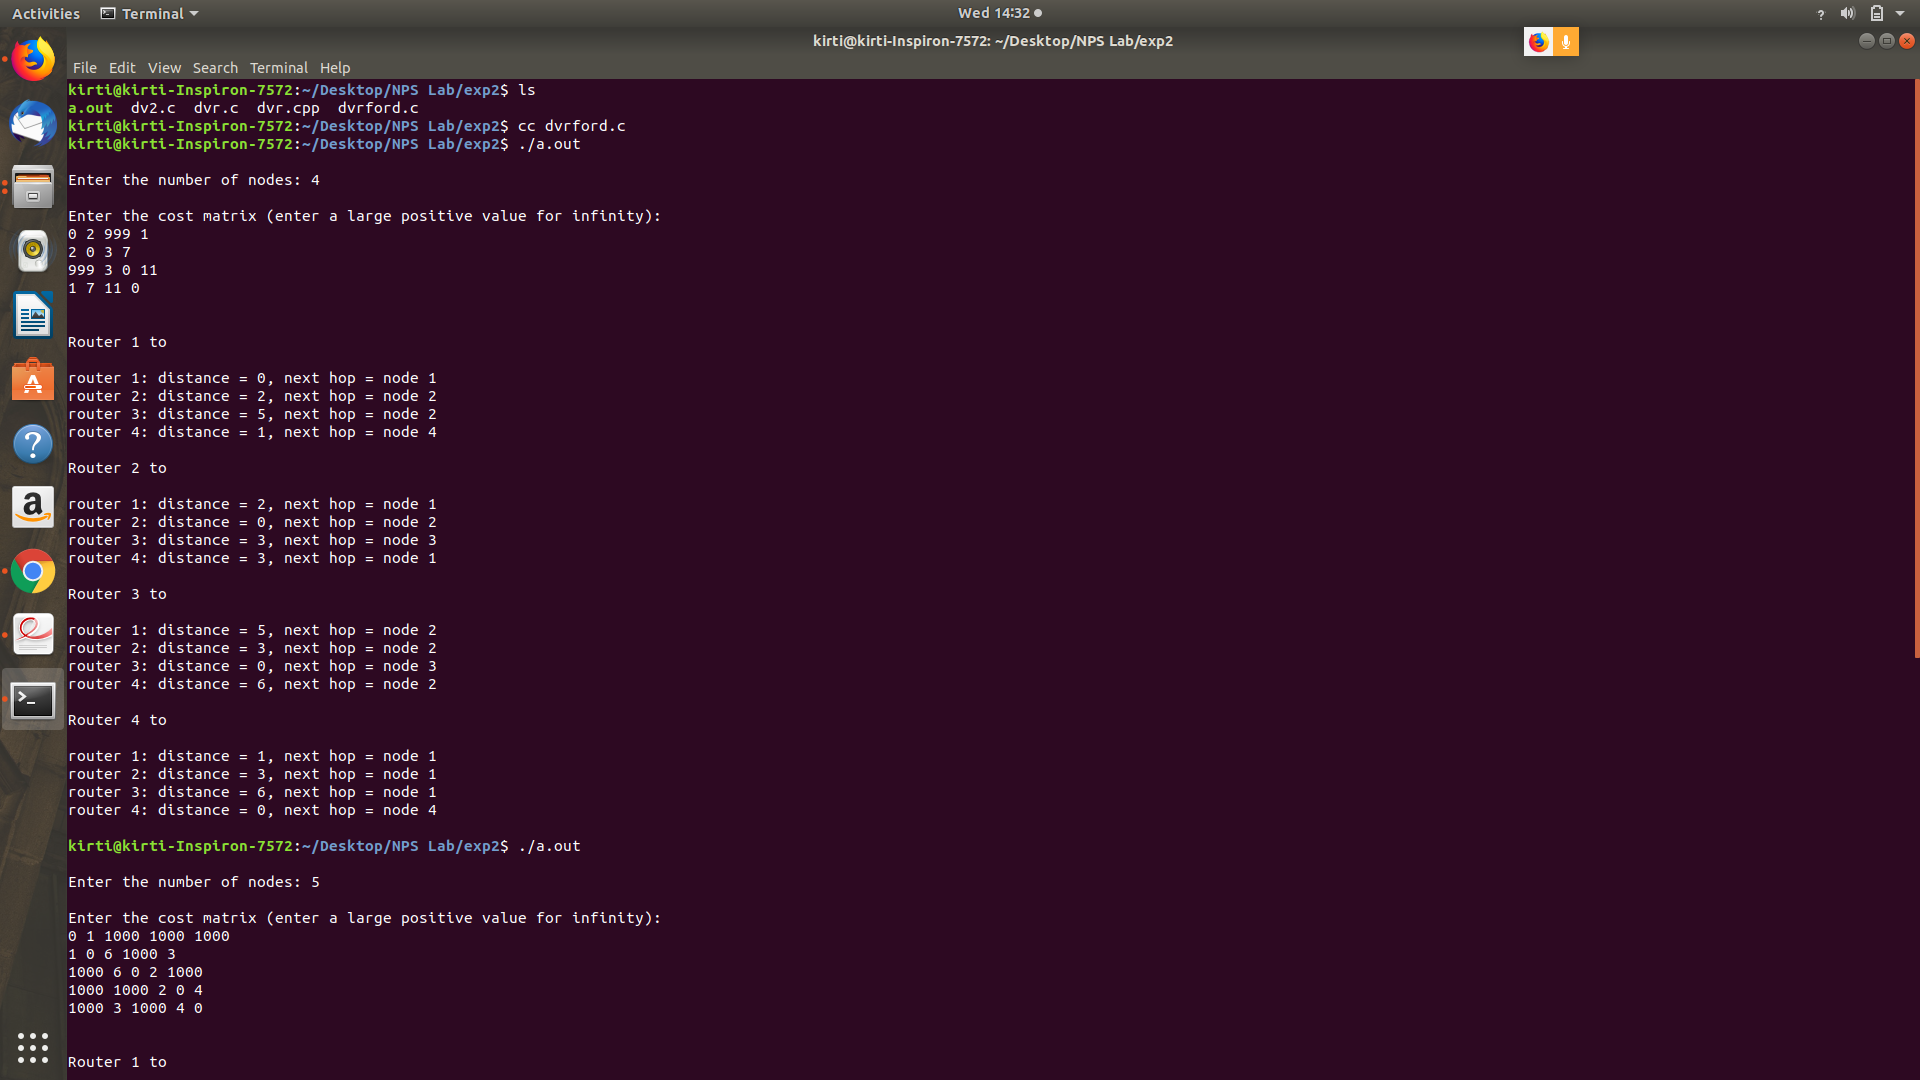 Activities Terminal Wed 14:32
kirti@kirti-Inspiron-7572: ~/Desktop/NPS Lab/exp2
File Edit View Search Terminal Help
kirti@kirti-Inspiron-7572:~/Desktop/NPS Lab/exp2$ ls
a.out dv2.c dvr.c dvr.cpp dvrford.c
kirti@kirti-Inspiron-7572:~/Desktop/NPS Lab/exp2$ cc dvrford.c
kirti@kirti-Inspiron-7572:~/Desktop/NPS Lab/exp2$ ./a.out
Enter the number of nodes: 4
Enter the cost matrix (enter a large positive value for infinity):
0 2 999 1
2 0 3 7
999 3 0 11
1 7 11 0
Router 1 to
router 1: distance = 0, next hop = node 1
router 2: distance = 2, next hop = node 2
router 3: distance = 5, next hop = node 2
router 4: distance = 1, next hop = node 4
Router 2 to
router 1: distance = 2, next hop = node 1
router 2: distance = 0, next hop = node 2
router 3: distance = 3, next hop = node 3
router 4: distance = 3, next hop = node 1
Router 3 to
router 1: distance = 5, next hop = node 2
router 2: distance = 3, next hop = node 2
router 3: distance = 0, next hop = node 3
router 4: distance = 6, next hop = node 2
Router 4 to
router 1: distance = 1, next hop = node 1
router 2: distance = 3, next hop = node 1
router 3: distance = 6, next hop = node 1
router 4: distance = 0, next hop = node 4
kirti@kirti-Inspiron-7572:~/Desktop/NPS Lab/exp2$ ./a.out
Enter the number of nodes: 5
Enter the cost matrix (enter a large positive value for infinity):
0 1 1000 1000 1000
1 0 6 1000 3
1000 6 0 2 1000
1000 1000 2 0 4
1000 3 1000 4 0
Router 1 to